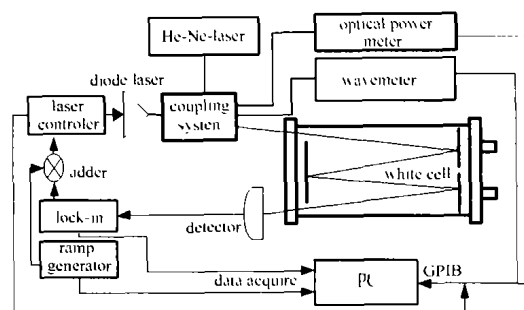 He-Ne-laser
optical power
meter
diode laser
wavemeter
laser
controler
coupling
system
adder
white cell
lock-in
detector
ramp
generator
data acquire
PC
GPIB